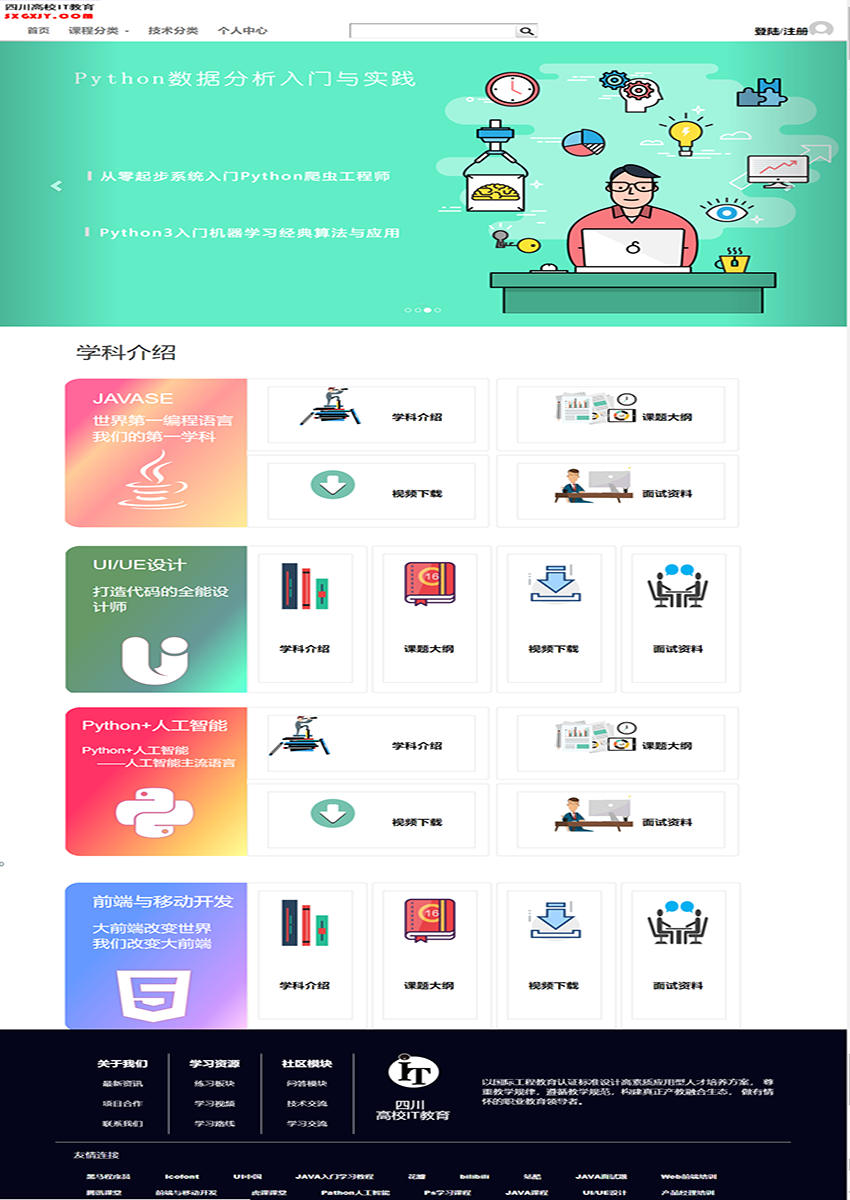 四川高校IT教育
SXGXJY.COM
首页 课程分类 技术分类 个人中心 登陆/注册
Python数据分析入门与实践
从零起步系统入门Python爬虫工程师
Python3入门机器学习经典算法与应用
学科介绍
JAVASE
世界第一编程语言
我们的第一学科
学科介绍 课题大纲
视频下载 面试资料
UI/UE设计
打造代码的全能设
计师
学科介绍 课题大纲 视频下载 面试资料
Python+人工智能
Python+人工智能
——人工智能主流语言
学科介绍 课题大纲
视频下载 面试资料
前端与移动开发
大前端改变世界
我们改变大前端
学科介绍 课题大纲 视频下载 面试资料
关于我们 学习资源 社区模块
最新资讯 练习板块 问答模块
项目合作 学习视频 技术交流
联系我们 学习路线 学习交流
IT
四川
高校IT教育
以国际工程教育认证标准设计高素质应用型人才培养方案， 尊
重教学规律，遵循教学规范，构建真正产教融合生态， 做有情
怀的职业教育领导者。
友情连接
黑马程序员 Icofont UI中国 JAVA入门学习教程 花瓣 bilibili 站酷 JAVA面试题 Web前端培训
腾讯课堂 前端与移动开发 虎课课堂 Pathon人工智能 Ps学习课程 JAVA课程 UI/UE设计 产品经理培训